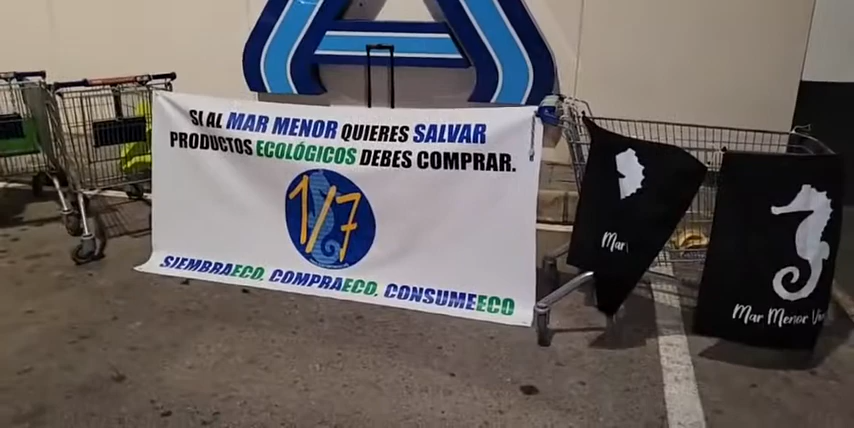 SI AL MAR MENOR QUIERES SALVAR
PRODUCTOS ECOLÓGICOS DEBES COMPRAR.
1/7
SIEMBRAECO, COMPRAECO, CONSUMEECO
Mar
Mar Menor